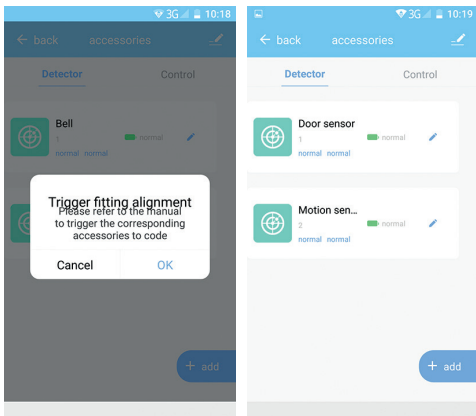 3G 10:18
← back accessories
Detector Control
Bell
1 normal
normal normal
Trigger fitting alignment
Please refer to the manual
to trigger the corresponding
accessories to code
Cancel OK
+ add
3G 10:19
← back accessories
Detector Control
Door sensor
1 normal
normal normal
Motion sen...
2 normal
normal normal
+ add